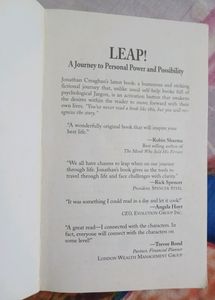 LEAP!
A Journey to Personal Power and Possibility
Jonathan Creaghan's latest book, a humorous and striking
fictional journey that, unlike usual self-help books full of
psychological Jargon, is an activation button that awakens
the desires within the reader to move forward with their
own lives. "You've never read a book like this, but you will rec-
ognize the story."
"A wonderfully original book that will inspire your
best life."
—Robin Sharma
Best selling author of
The Monk Who Sold His Ferrari
"We all have chasms to leap when on our journey
through life. Jonathan's book gives us the tools to
travel through life and face challenges with clarity"
—Rick Spencer
President Spencer Steel
"It was something I could read in a day and let it cook!"
—Angela Huyt
CEO, Evolution Group Inc.
"A great read—I connected with the characters. In
fact, everyone will connect with the characters on
some level!"
—Trevor Bond
Partner, Financial Planner
London Wealth Management Group